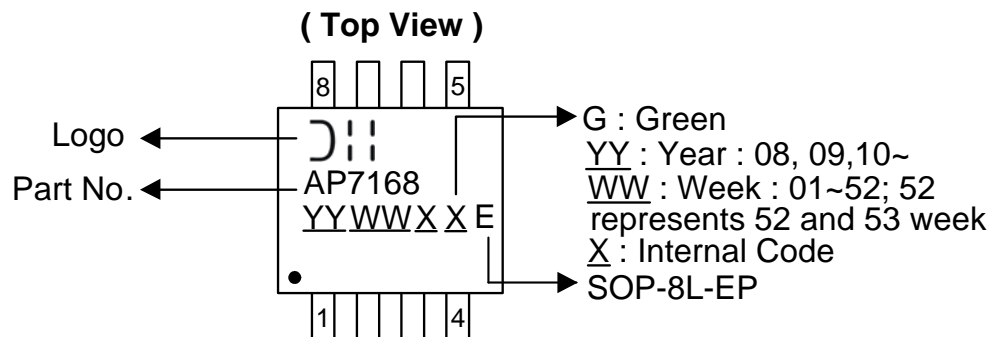 ( Top View )
8 5
Logo
AP7168
Part No.
YYWWX X E
G : Green
YY : Year : 08, 09,10~
WW : Week : 01~52; 52
represents 52 and 53 week
X : Internal Code
SOP-8L-EP
1 4